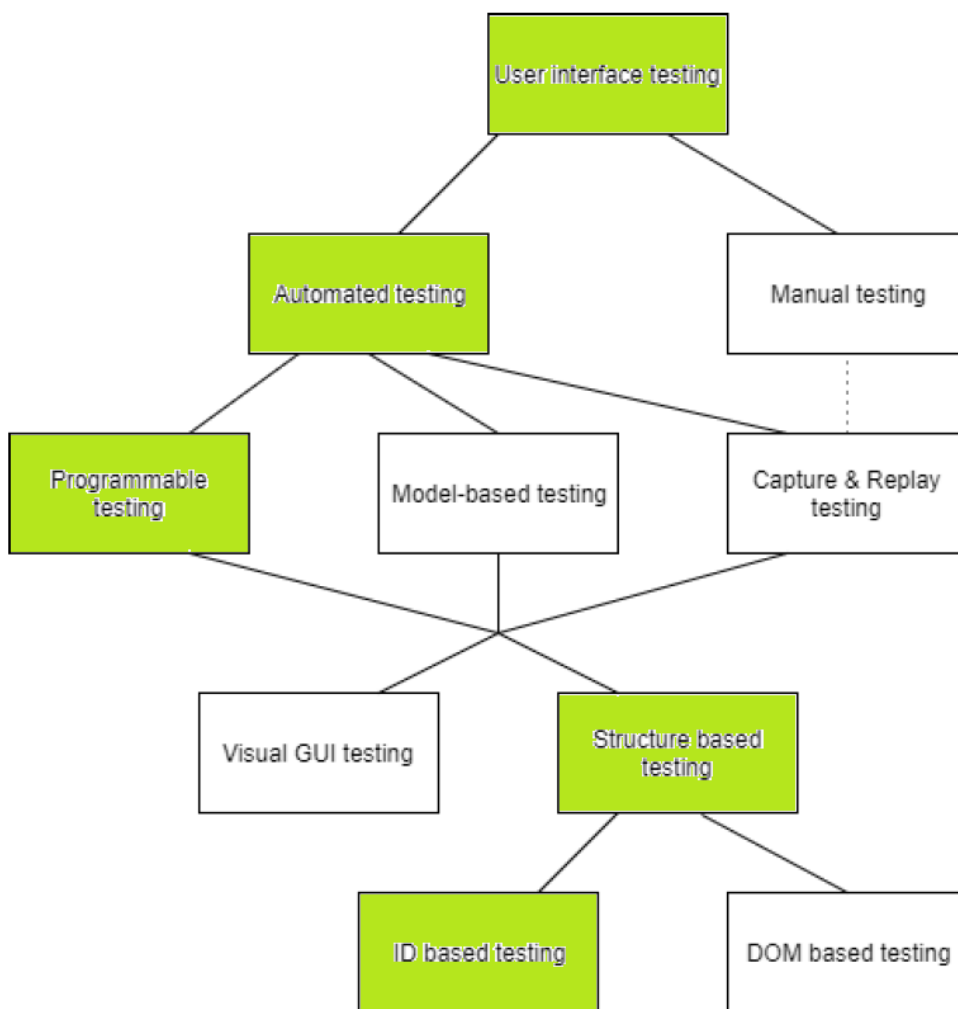 User interface testing
Automated testing
Manual testing
Programmable
testing
Model-based testing
Capture & Replay
testing
Visual GUI testing
Structure based
testing
ID based testing
DOM based testing